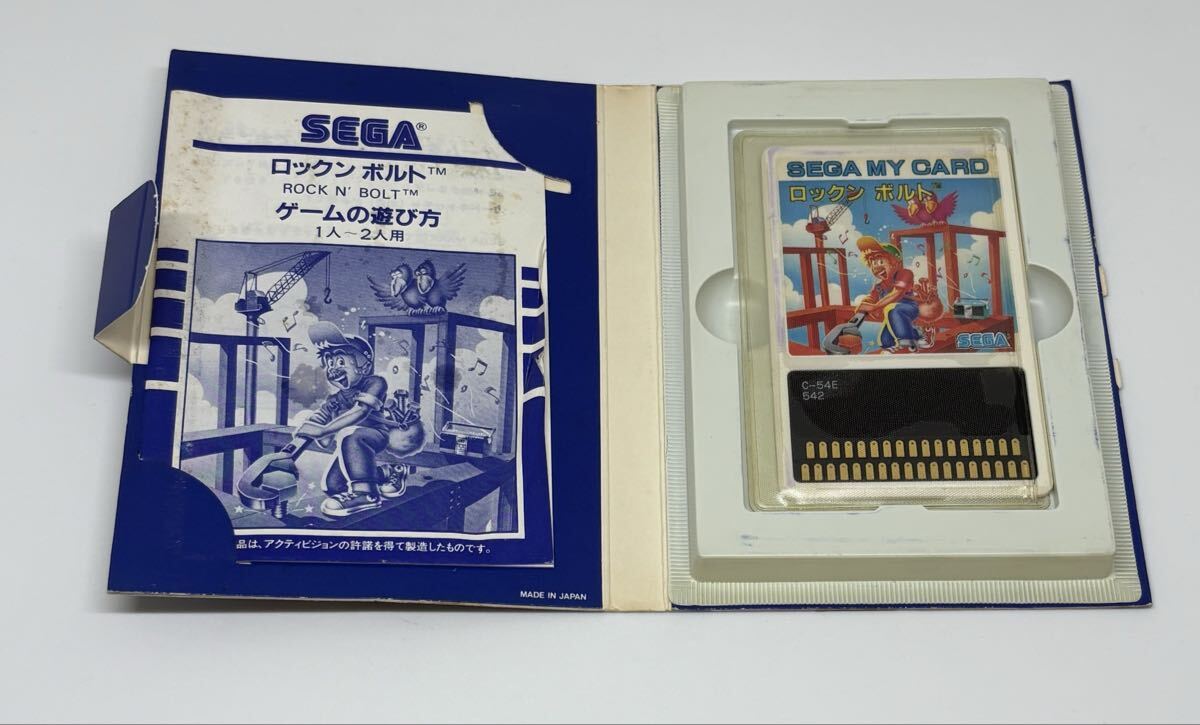 SEGA®
ロックン ボルト™
ROCK N' BOLT™
ゲームの遊び方
1人～2人用
品は、アクティビジョンの許諾を得て製造したものです。
MADE IN JAPAN
SEGA MY CARD
ロックン ボルト™
SEGA
C-54E
542